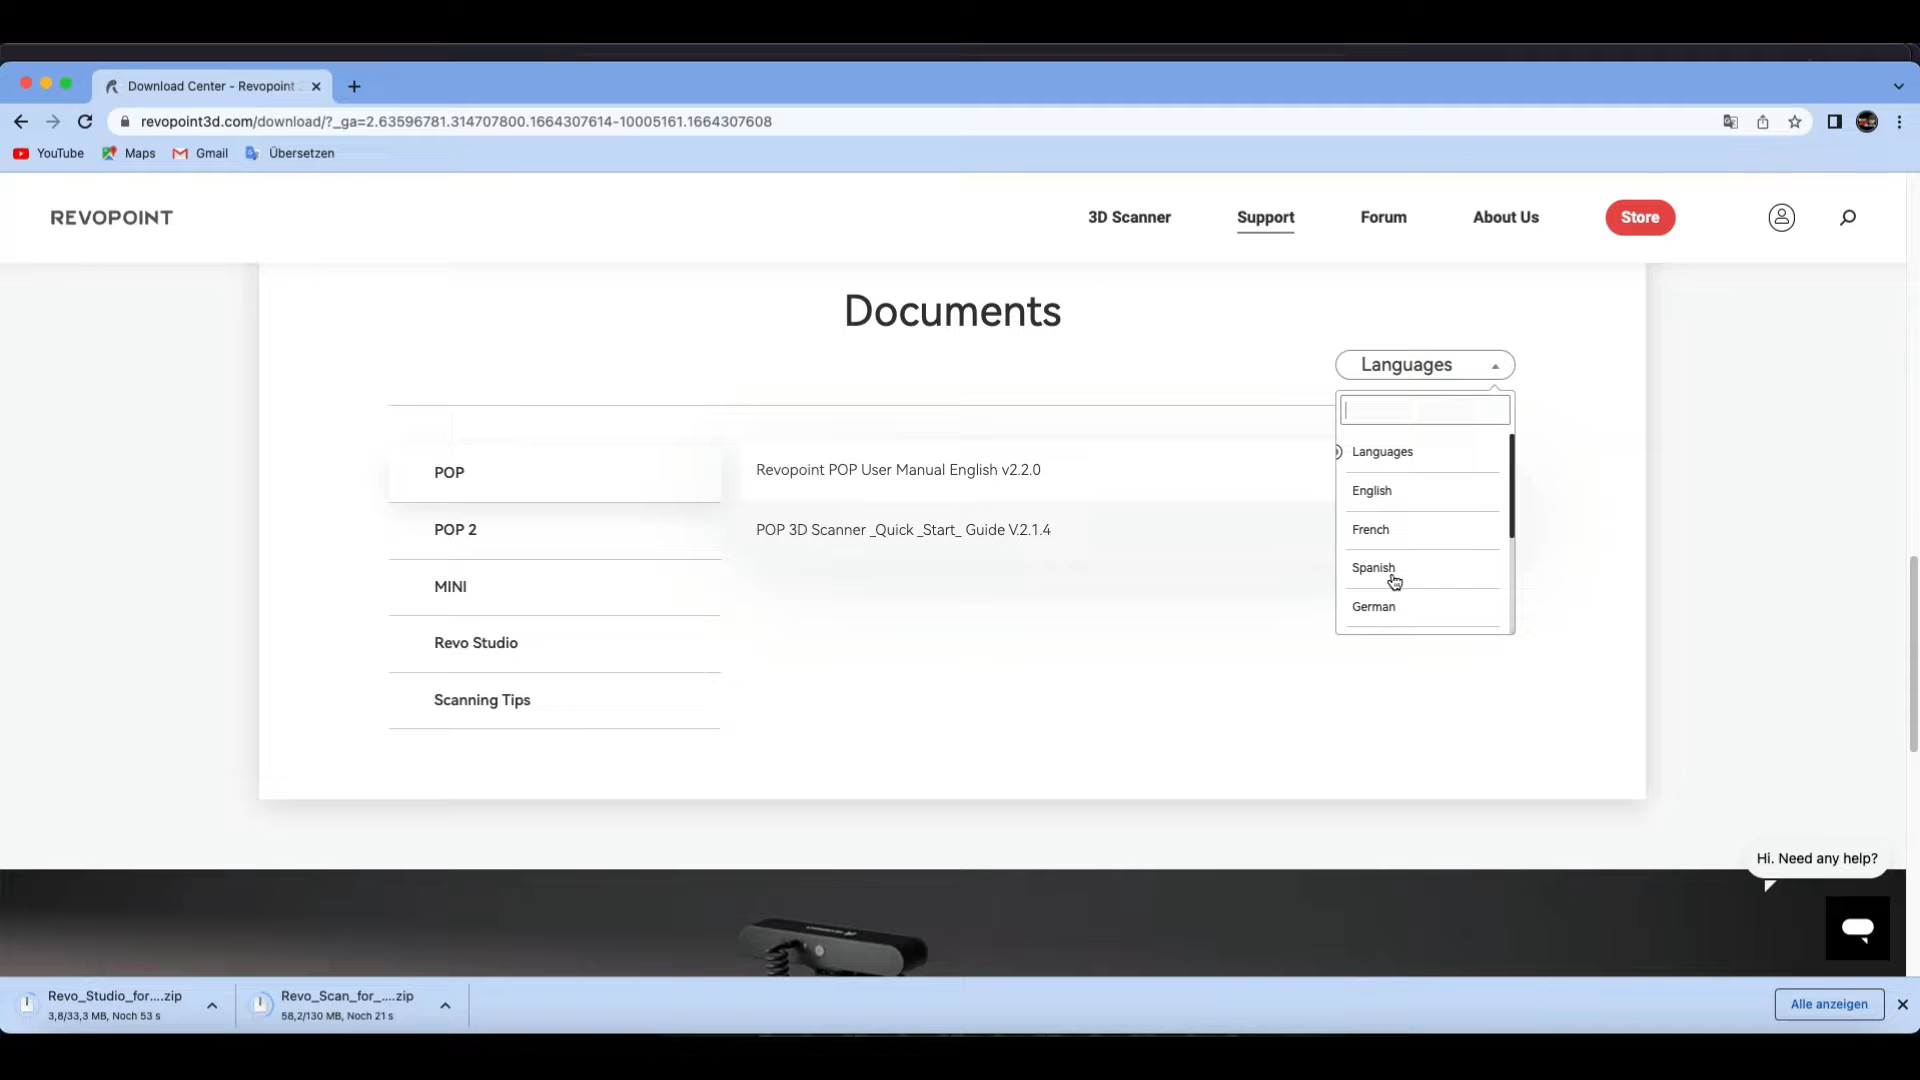 Download Center - Revopoint
revopoint3d.com/download/?_ga=2.63596781.314707800.1664307614-10005161.1664307608
YouTube Maps Gmail Übersetzen
REVOPOINT
3D Scanner Support Forum About Us Store
Documents
Languages
Languages
POP
Revopoint POP User Manual English v2.2.0
English
POP 2
POP 3D Scanner _Quick _Start_ Guide V.2.1.4
French
Spanish
MINI
German
Revo Studio
Scanning Tips
Hi. Need any help?
Revo_Studio_for....zip
3,8/33,3 MB, Noch 53 s
Revo_Scan_for_....zip
58,2/130 MB, Noch 21 s
Alle anzeigen